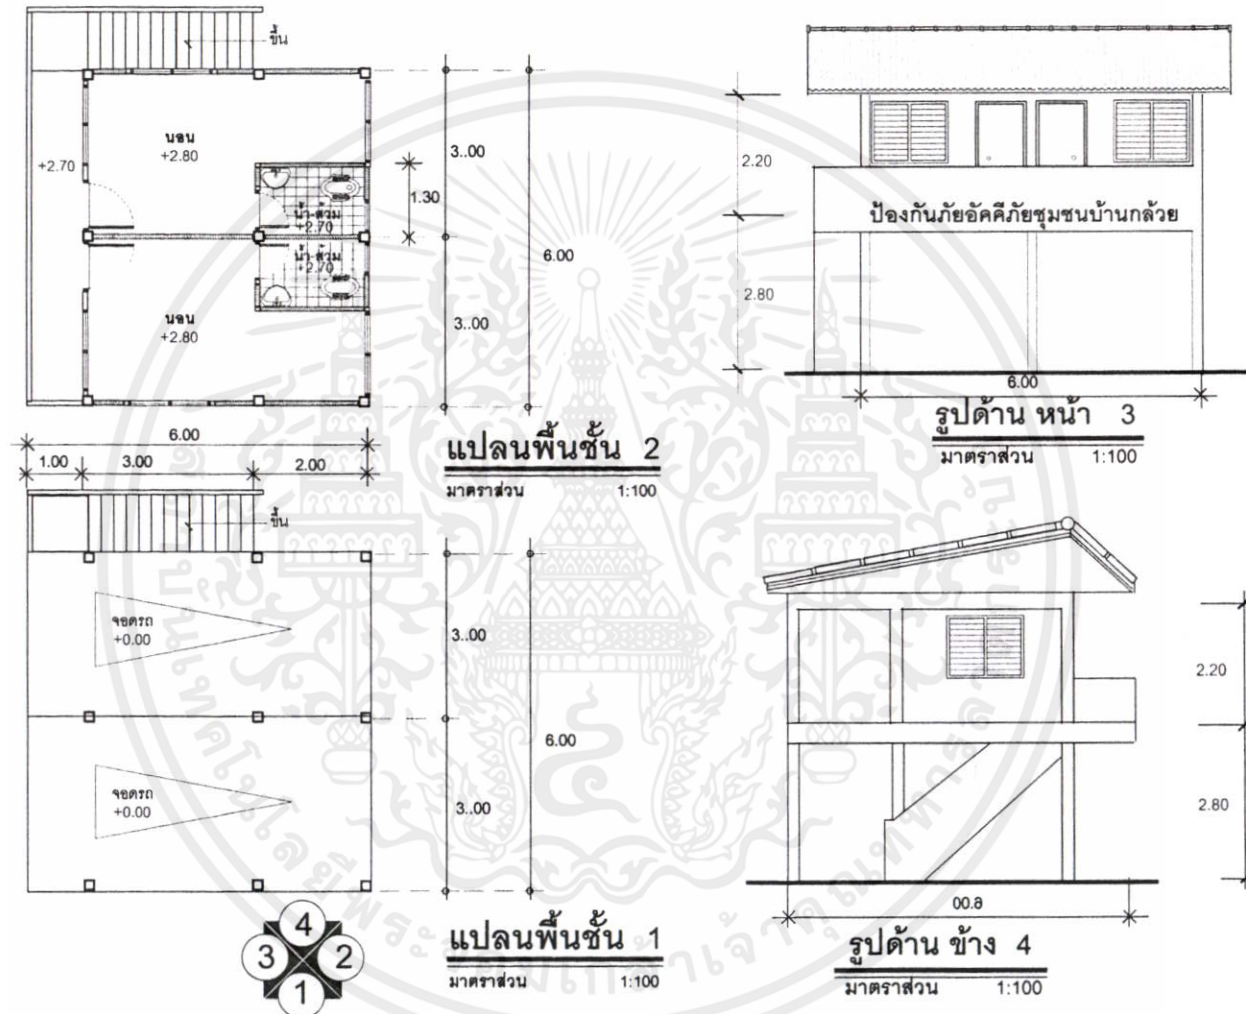 ขึ้น
นอน
+2.80
+2.70
น้ำ-ส้วม
+2.70
น้ำ-ส้วม
+2.70
นอน
+2.80
3..00
1.30
6.00
3..00
6.00
1.00 3.00 2.00
แปลนพื้นชั้น 2
มาตราส่วน 1:100
2.20
ป้องกันภัยอัคคีภัยชุมชนบ้านกล้วย
2.80
6.00
รูปด้าน หน้า 3
มาตราส่วน 1:100
ขึ้น
จอดรถ
+0.00
จอดรถ
+0.00
3..00
6.00
3..00
4
3 2
1
แปลนพื้นชั้น 1
มาตราส่วน 1:100
2.20
2.80
6.00
รูปด้าน ข้าง 4
มาตราส่วน 1:100